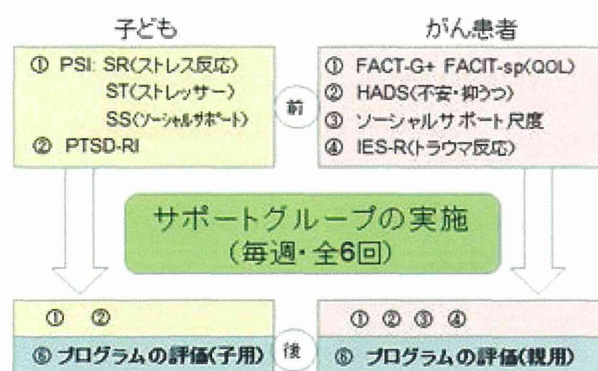 子ども
① PSI: SR(ストレス反応)
ST(ストレッサー)
SS(ソーシャルサポート)
② PTSD-RI
がん患者
① FACT-G+ FACIT-sp(QOL)
② HADS(不安・抑うつ)
③ ソーシャルサポート尺度
④ IES-R(トラウマ反応)
前
サポートグループの実施
(毎週・全6回)
① ②
⑤ プログラムの評価(子用)
① ② ③ ④
⑤ プログラムの評価(親用)
後